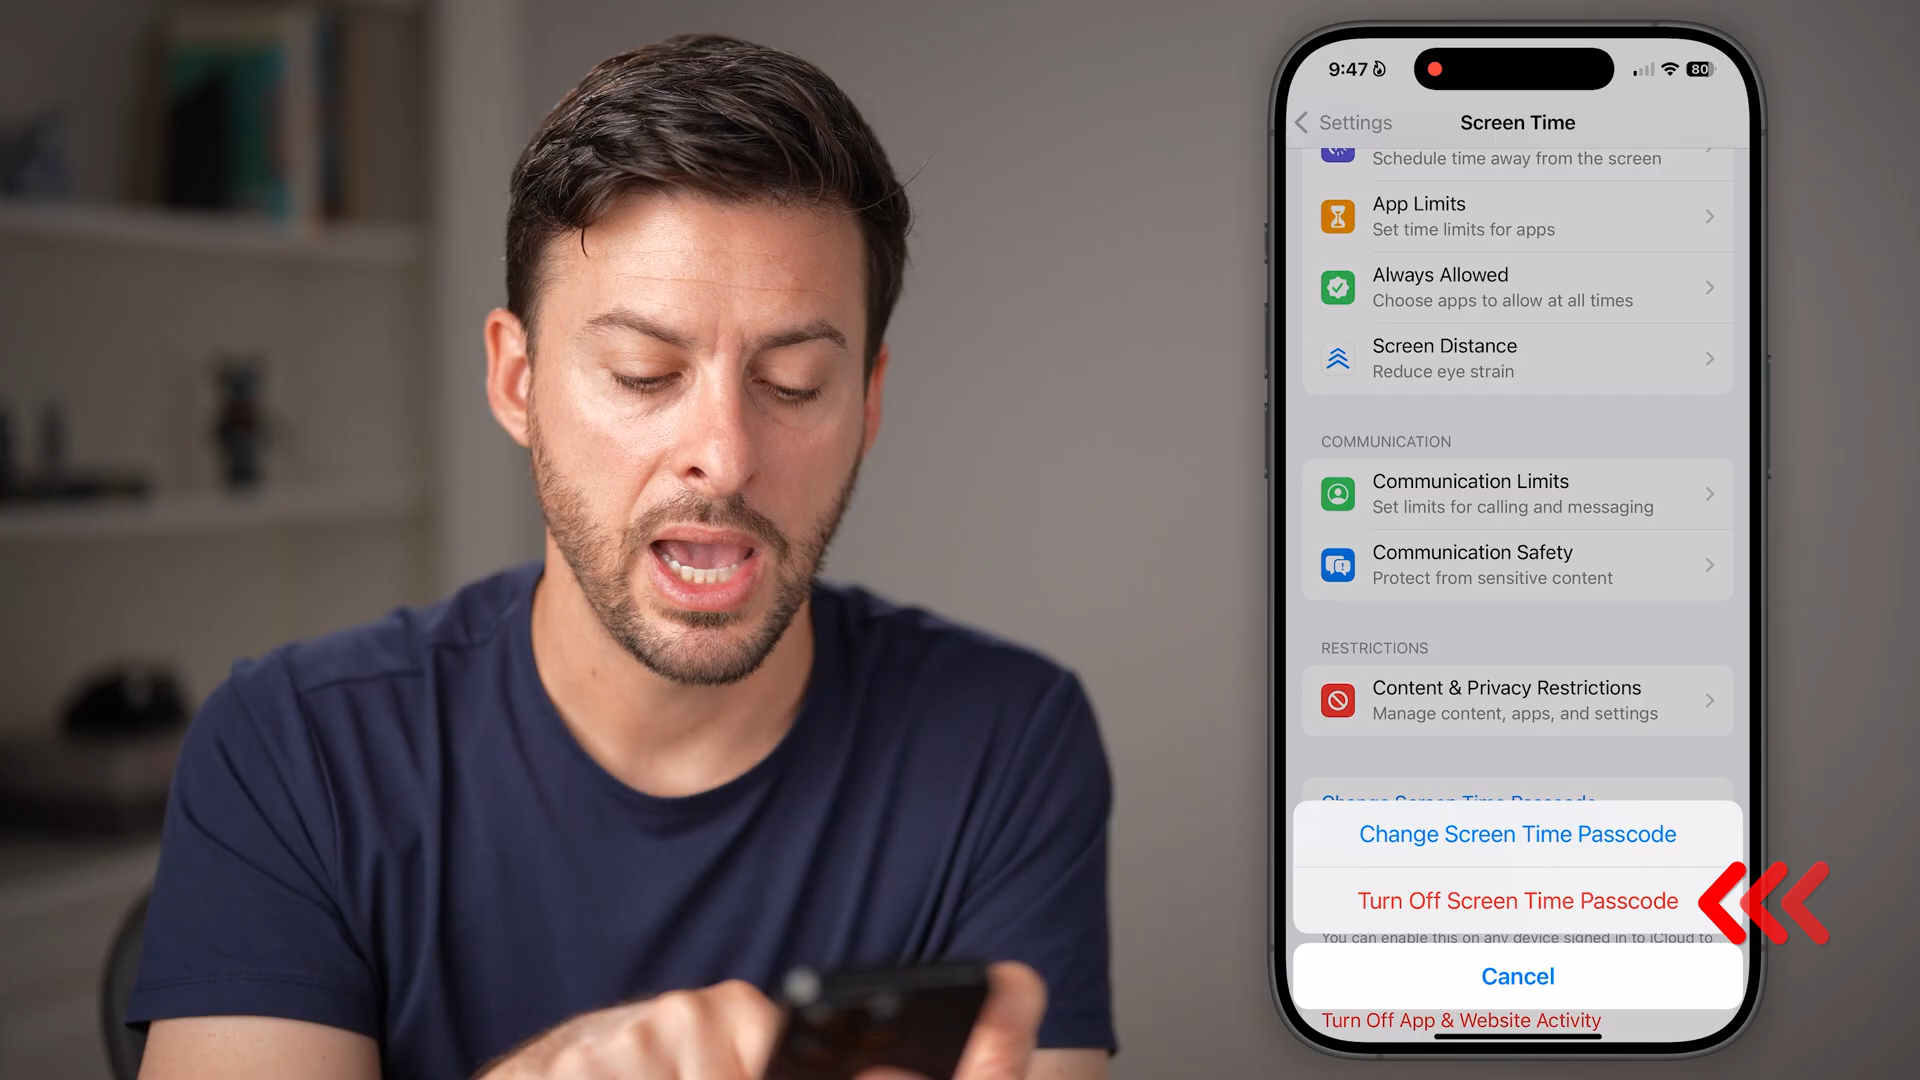 9:47
80
Settings
Screen Time
Schedule time away from the screen
App Limits
Set time limits for apps
Always Allowed
Choose apps to allow at all times
Screen Distance
Reduce eye strain
COMMUNICATION
Communication Limits
Set limits for calling and messaging
Communication Safety
Protect from sensitive content
RESTRICTIONS
Content & Privacy Restrictions
Manage content, apps, and settings
Change Screen Time Passcode
Change Screen Time Passcode
Turn Off Screen Time Passcode
You can enable this on any device signed in to iCloud to
Cancel
Turn Off App & Website Activity